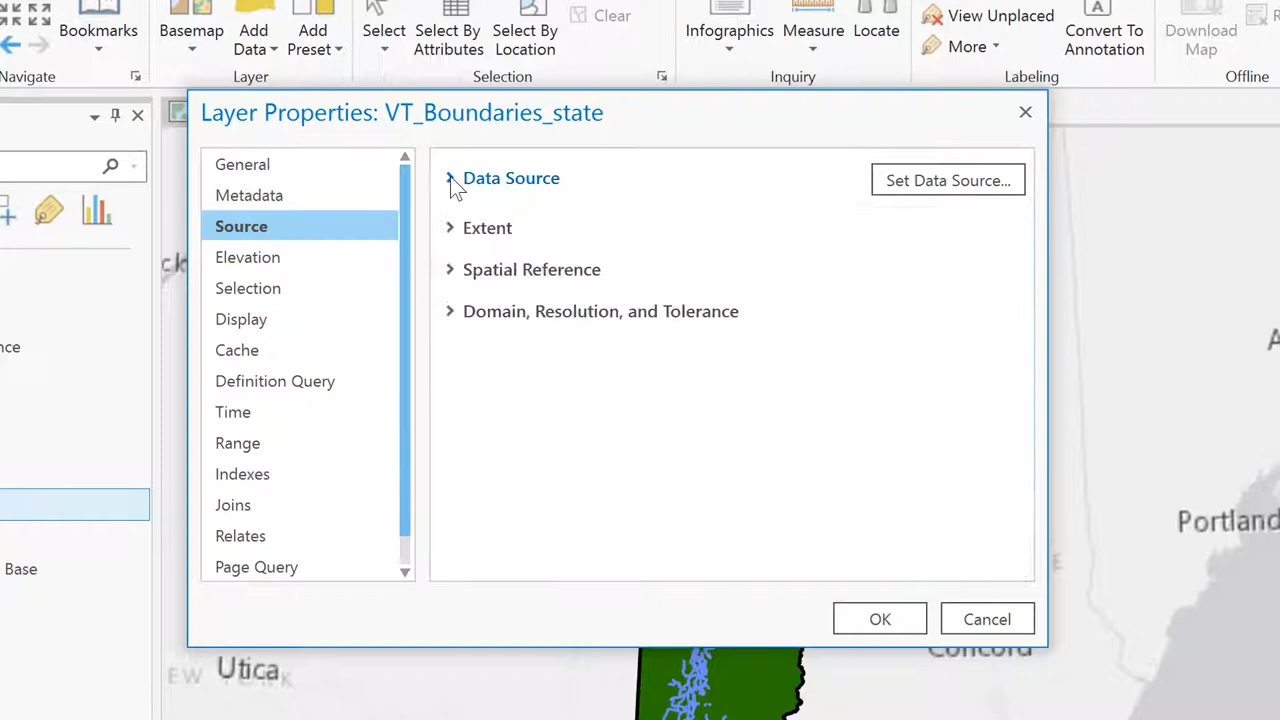 Bookmarks
Basemap
Add
Data
Add
Preset
Select
Select By
Attributes
Select By
Location
Clear
Infographics
Measure
Locate
View Unplaced
More
Convert To
Annotation
Download
Map
Navigate
Layer
Selection
Inquiry
Labeling
Offline
Layer Properties: VT_Boundaries_state
General
Metadata
Source
Elevation
Selection
Display
Cache
Definition Query
Time
Range
Indexes
Joins
Relates
Page Query
Data Source
Set Data Source...
Extent
Spatial Reference
Domain, Resolution, and Tolerance
OK
Cancel
Base
Portland
Utica
Concord